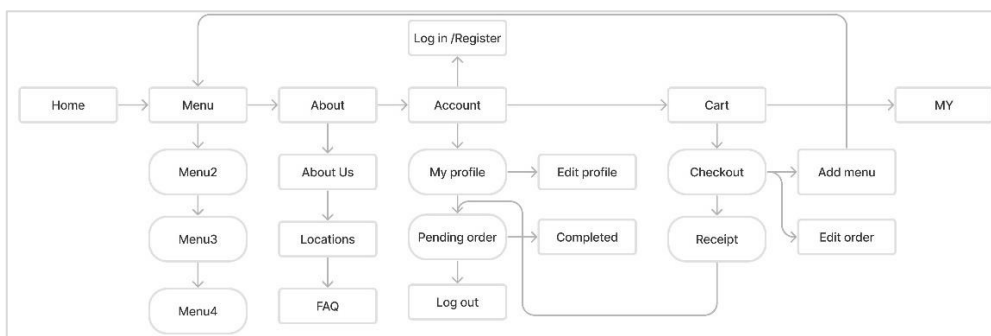 Log in /Register
Home
Menu
About
Account
Cart
MY
Menu2
About Us
My profile
Edit profile
Checkout
Add menu
Menu3
Locations
Pending order
Completed
Receipt
Edit order
Menu4
FAQ
Log out